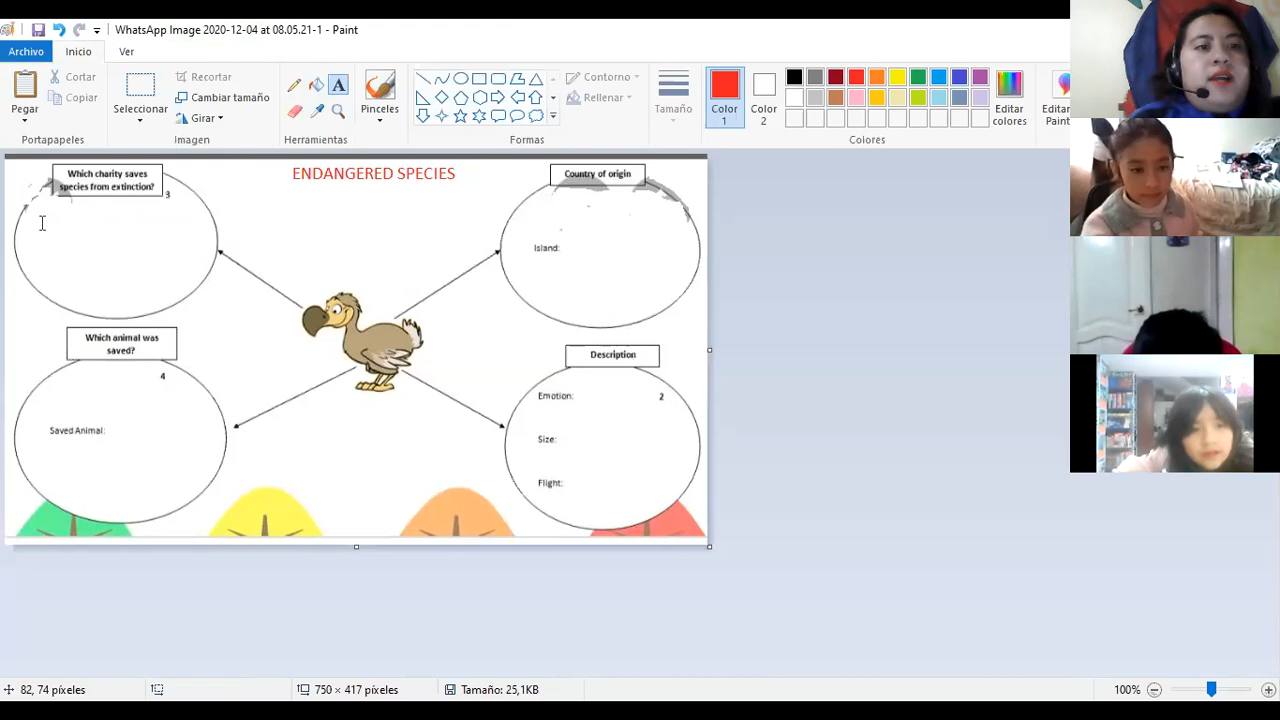 WhatsApp Image 2020-12-04 at 08.05.21-1 - Paint
Archivo
Inicio
Ver
Pegar
Cortar
Copiar
Portapapeles
Seleccionar
Recortar
Cambiar tamaño
Girar
Imagen
A
Pinceles
Herramientas
Contorno
Rellenar
Formas
Tamaño
Color
1
Color
2
Editar
colores
Colores
Editar
Paint
ENDANGERED SPECIES
Which charity saves
species from extinction?
3
Country of origin
Island:
Which animal was
saved?
4
Saved Animal:
Description
Emotion:
2
Size:
Flight:
82, 74 píxeles
750 × 417 píxeles
Tamaño: 25,1KB
100%